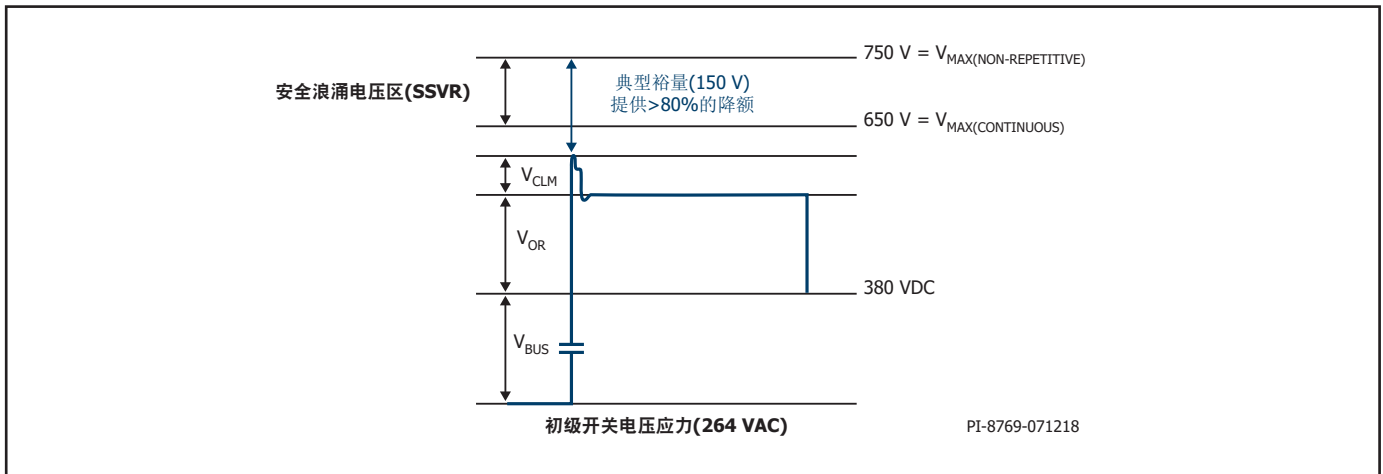 750 V = VMAX(NON-REPETITIVE)
安全浪涌电压区(SSVR)
典型裕量(150 V)
提供>80%的降额
650 V = VMAX(CONTINUOUS)
VCLM
VOR
380 VDC
VBUS
初级开关电压应力(264 VAC)
PI-8769-071218